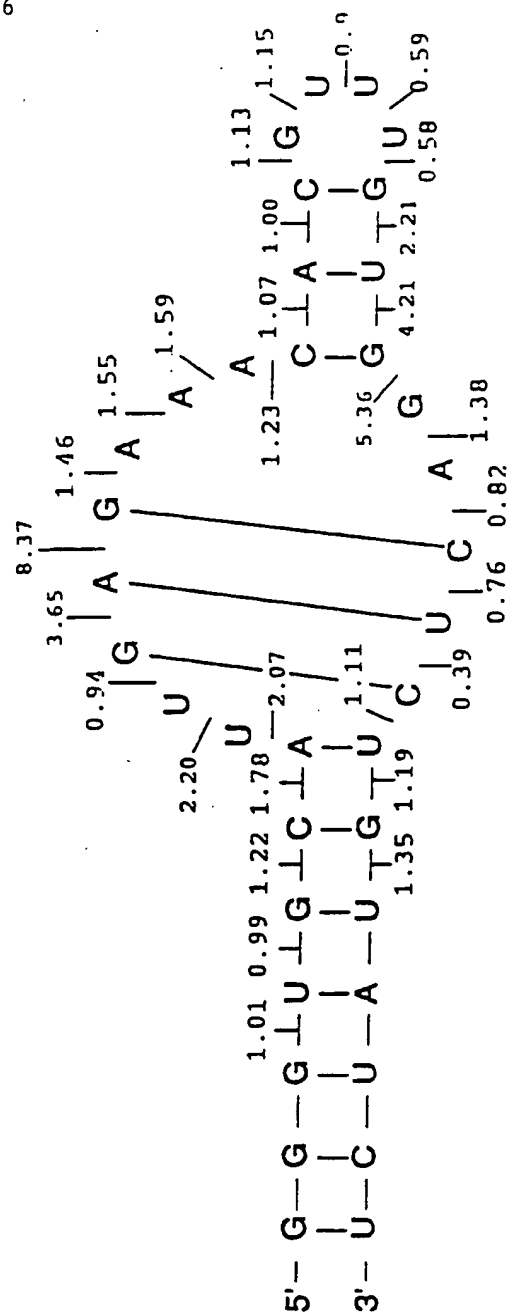 6
8.37
3.65 1.46
0.94 G A G 1.55
2.20 U A 1.59
U 2.07 A A
1.13 1.15
1.01 0.99 1.22 1.78 1.23 1.07 1.00 G U
5'- G G G U G C A C A C
3'- U C U A U G U G U G U U
1.35 1.19 1.11 5.36 4.21 2.21 0.58 0.59
C U C A G
0.39 0.76 0.82 1.38